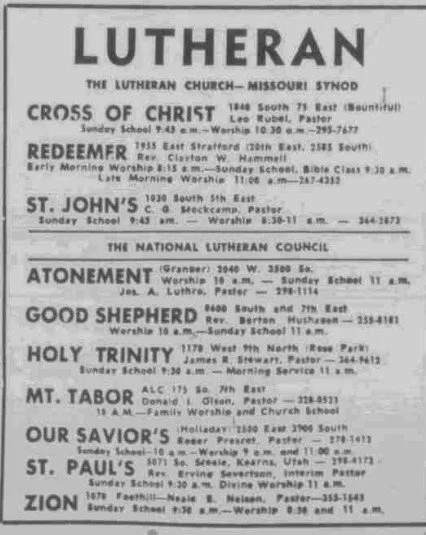 LUTHERAN
THE LUTHERAN CHURCH—MISSOURI SYNOD
CROSS OF CHRIST 1840 South 75 East (Bountiful)
Leo Rubel, Pastor
Sunday School 9:45 a.m.—Worship 10:30 a.m.—295-7677
REDEEMER 1955 East Stratford (20th East, 2585 South)
Rev. Clayton W. Hammell
Early Morning Worship 8:15 a.m.—Sunday School, Bible Class 9:30 a.m.
Late Morning Worship 11:00 a.m—267-4352
ST. JOHN'S 1030 South 5th East
C. G. Stockcamp, Pastor
Sunday School 9:45 am. — Worship 8:30-11 a.m. — 364-2873
THE NATIONAL LUTHERAN COUNCIL
ATONEMENT (Granger) 2040 W. 3500 So.
Worship 10 a.m. — Sunday School 11 a.m.
Jos. A. Luthro, Pastor — 298-1114
GOOD SHEPHERD 8600 South and 7th East
Rev. Berton — 255-8181
Worship 10 a.m.—Sunday School 11 a.m.
HOLY TRINITY 1170 West 9th North (Rose Park)
James R. Stewart, Pastor — 364-9612
Sunday School 9:30 a.m. — Morning Service 11 a.m.
MT. TABOR ALC 175 So. 7th East
Donald I. Olson, Pastor — 328-0521
10 A.M—Family Worship and Church School
OUR SAVIOR'S (Holladay) 2500 East 3900 South
Roger Prescot, Pastor — 278-1412
Sunday School-10 a.m.—Worship 9 a.m. and 11:00 a.m.
ST. PAUL'S 5071 So. Steele, Kearns, Utah — 298-4173
Rev. Erving Severtson, Interim Pastor
Sunday School 9:30 a.m. Divine Worship 11 a.m.
ZION 1070 Foothill—Neale E. Nelson, Pastor—355-1543
Sunday School 9:30 a.m.—Worship 8:30 and 11 a.m.